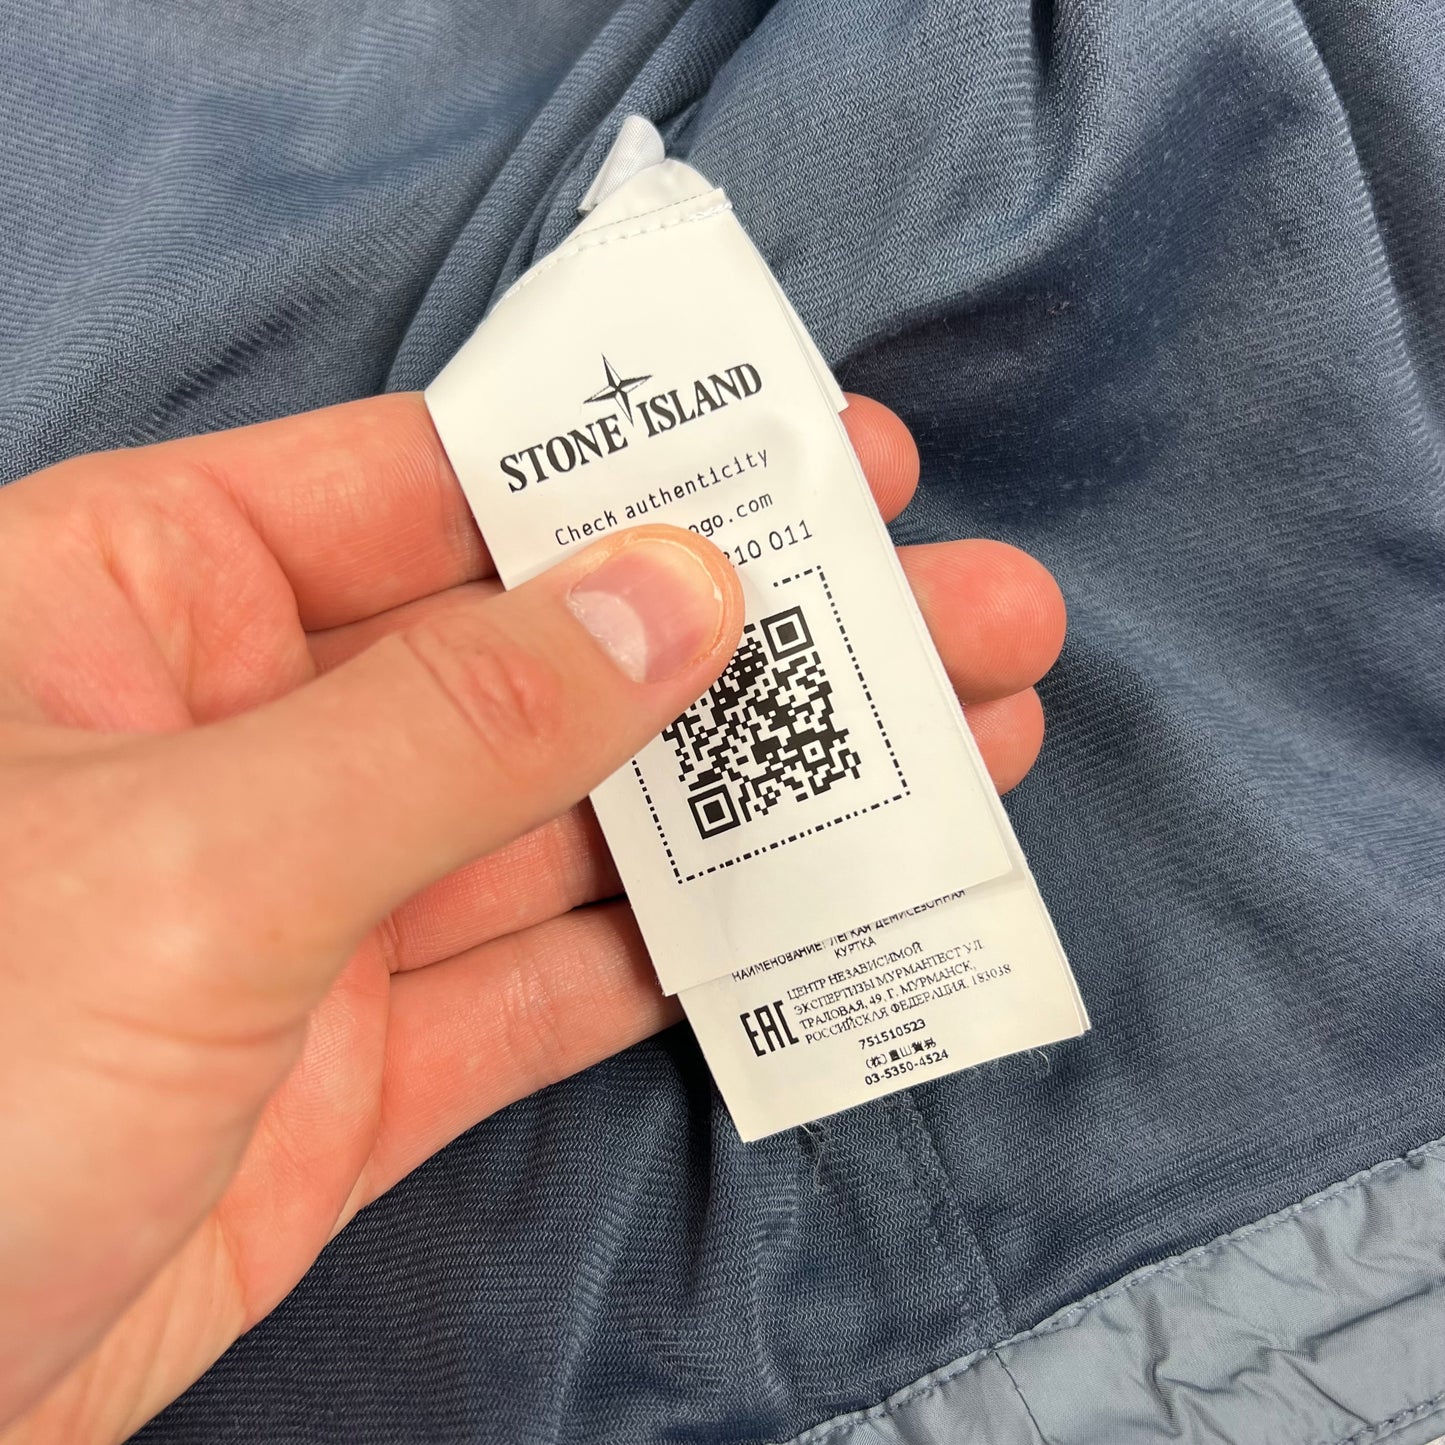 STONE ISLAND
Check authenticity
ogo.com
210 011
НАИМЕНОВАНИЕ: ЛЕГКАЯ ДЕМИСЕЗОННАЯ
КУРТКА
EAC
ЦЕНТР НЕЗАВИСИМОЙ
ЭКСПЕРТИЗЫ МУРМАНТЕСТ УЛ.
ТРАЛОВАЯ, 49, Г. МУРМАНСК,
РОССИЙСКАЯ ФЕДЕРАЦИЯ, 183038
751510523
03-5350-4524